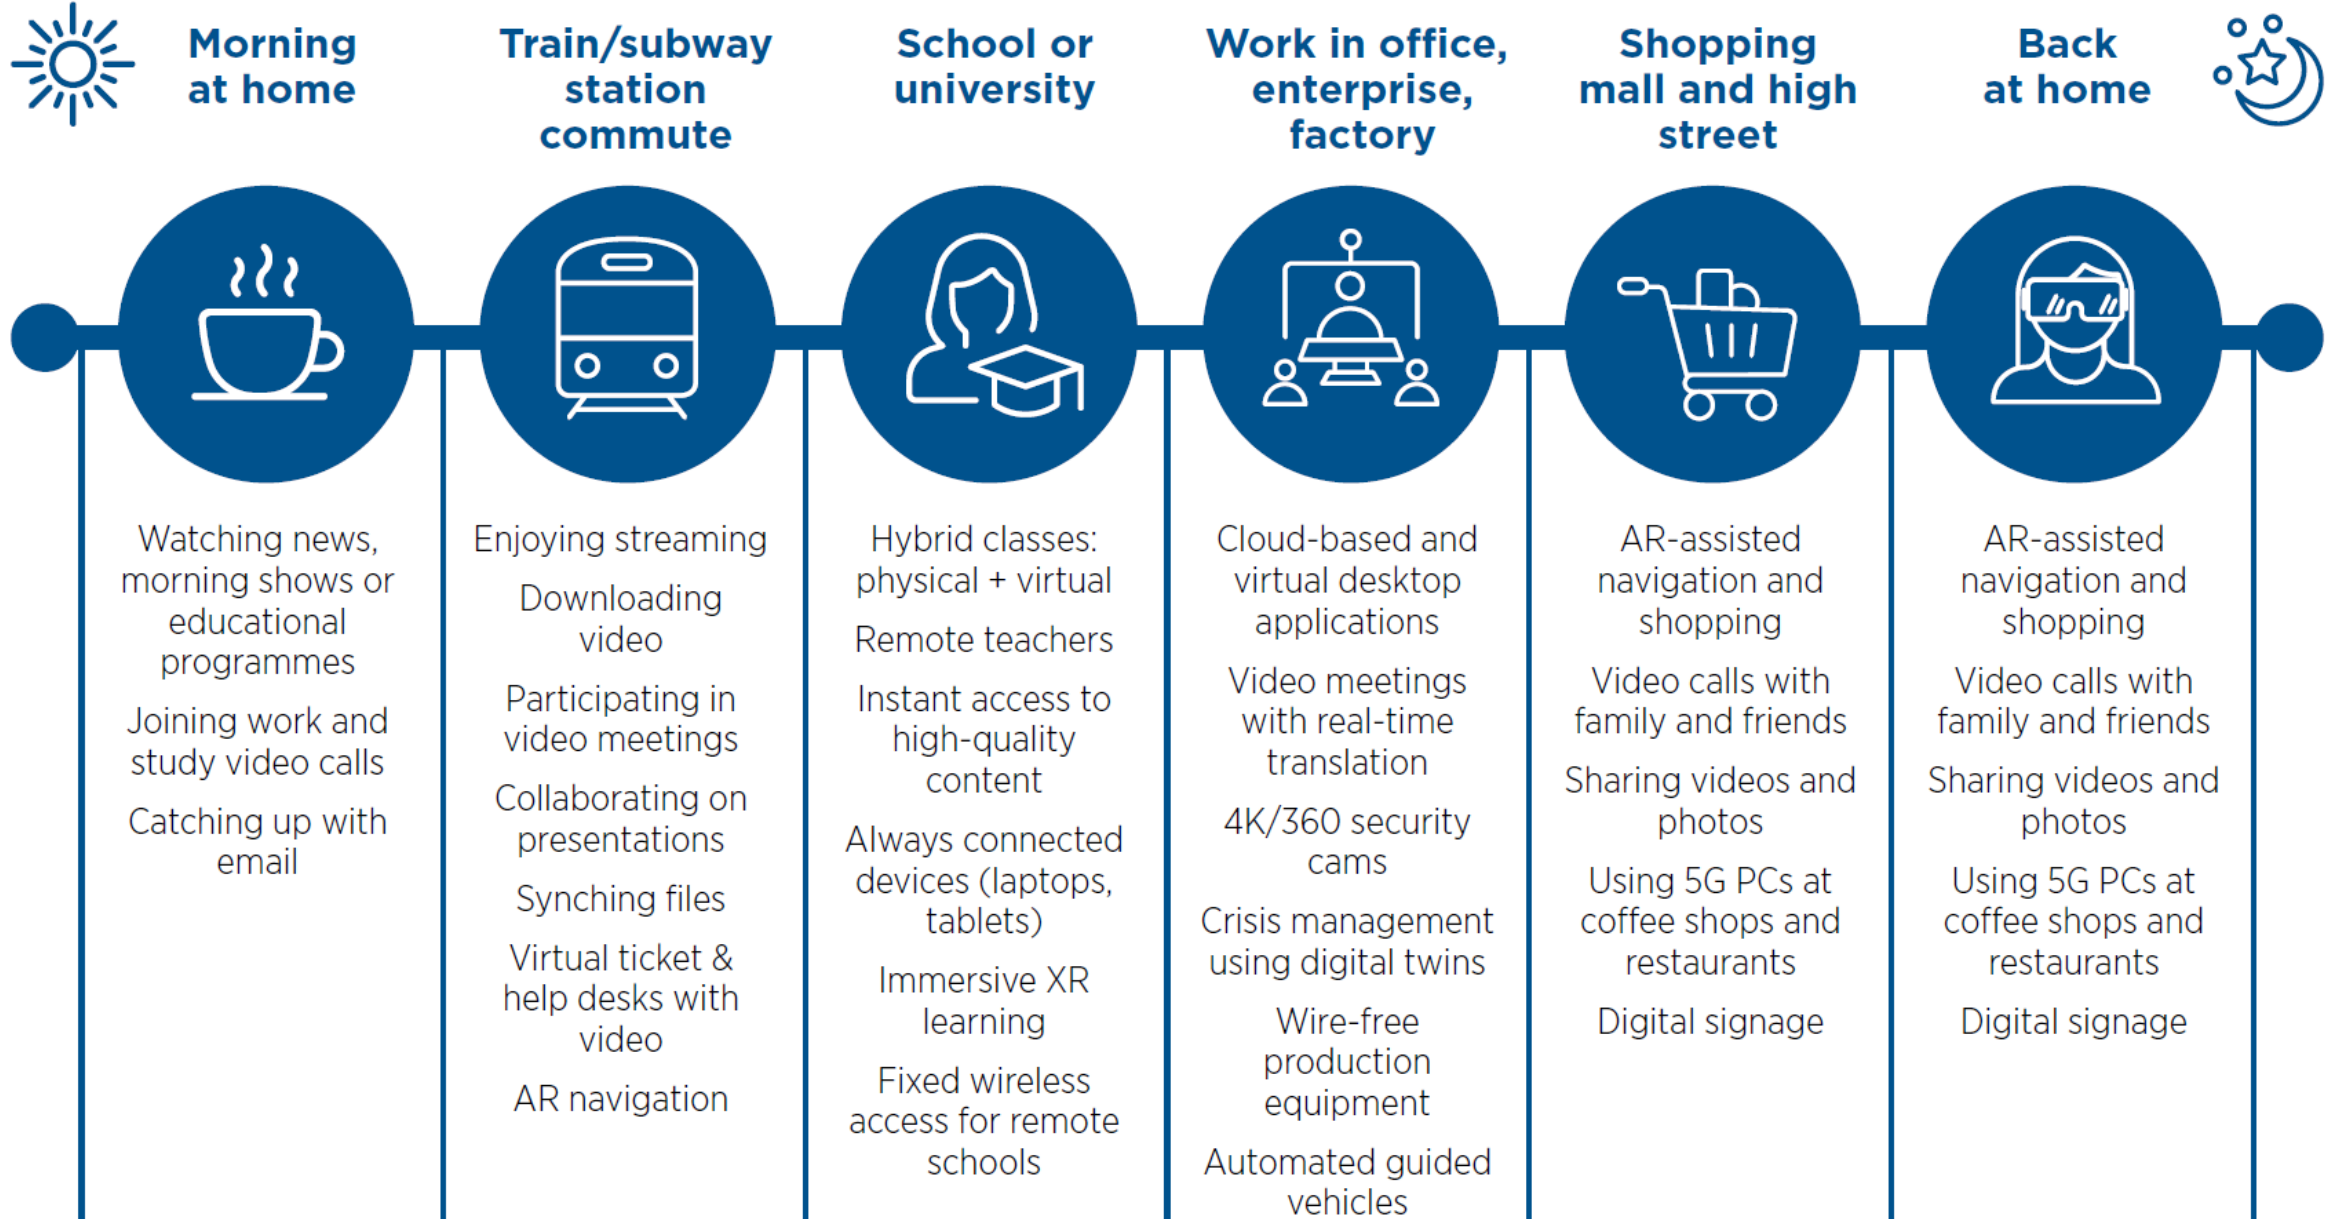 Morning
at home
Train/subway
station
commute
School or
university
Work in office,
enterprise,
factory
Shopping
mall and high
street
Back
at home
Watching news,
morning shows or
educational
programmes
Joining work and
study video calls
Catching up with
email
Enjoying streaming
Downloading
video
Participating in
video meetings
Collaborating on
presentations
Synching files
Virtual ticket &
help desks with
video
AR navigation
Hybrid classes:
physical + virtual
Remote teachers
Instant access to
high-quality
content
Always connected
devices (laptops,
tablets)
Immersive XR
learning
Fixed wireless
access for remote
schools
Cloud-based and
virtual desktop
applications
Video meetings
with real-time
translation
4K/360 security
cams
Crisis management
using digital twins
Wire-free
production
equipment
Automated guided
vehicles
AR-assisted
navigation and
shopping
Video calls with
family and friends
Sharing videos and
photos
Using 5G PCs at
coffee shops and
restaurants
Digital signage
AR-assisted
navigation and
shopping
Video calls with
family and friends
Sharing videos and
photos
Using 5G PCs at
coffee shops and
restaurants
Digital signage